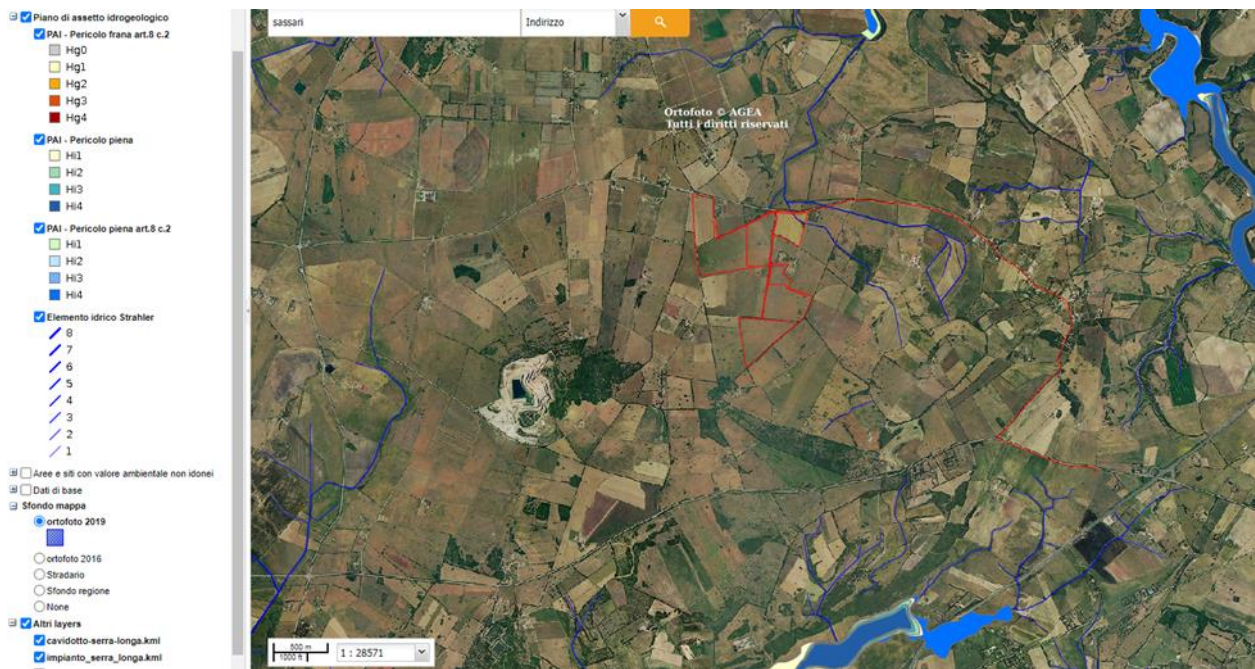 Piano di assetto idrogeologico
PAI - Pericolo frana art.8 c.2
Hg0
Hg1
Hg2
Hg3
Hg4
PAI - Pericolo piena
Hi1
Hi2
Hi3
Hi4
PAI - Pericolo piena art.8 c.2
Hi1
Hi2
Hi3
Hi4
Elemento idrico Strahler
8
7
6
5
4
3
2
1
Aree e siti con valore ambientale non idonei
Dati di base
Sfondo mappa
ortofoto 2019
ortofoto 2016
Stradario
Sfondo regione
None
Altri layers
cavidotto-serra-longa.kml
impianto_serra_longa.kml
sassari
Indirizzo
Ortofoto © AGEA
Tutti i diritti riservati
500 m
1000 ft
1 : 28571